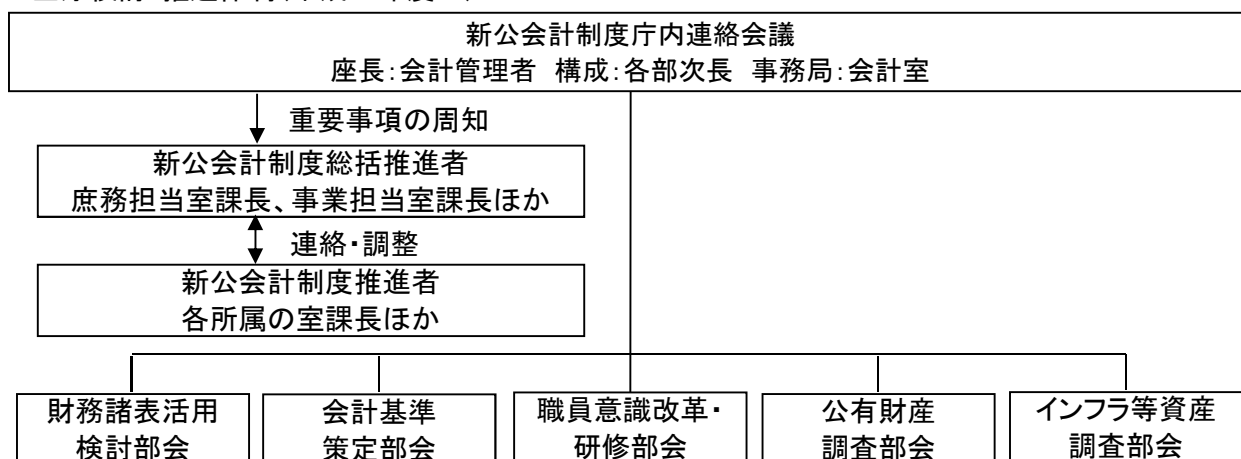 新公会計制度庁内連絡会議
座長：会計管理者 構成：各部次長 事務局：会計室
重要事項の周知
新公会計制度総括推進者
庶務担当室課長、事業担当室課長ほか
連絡・調整
新公会計制度推進者
各所属の室課長ほか
財務諸表活用
検討部会
会計基準
策定部会
職員意識改革・
研修部会
公有財産
調査部会
インフラ等資産
調査部会